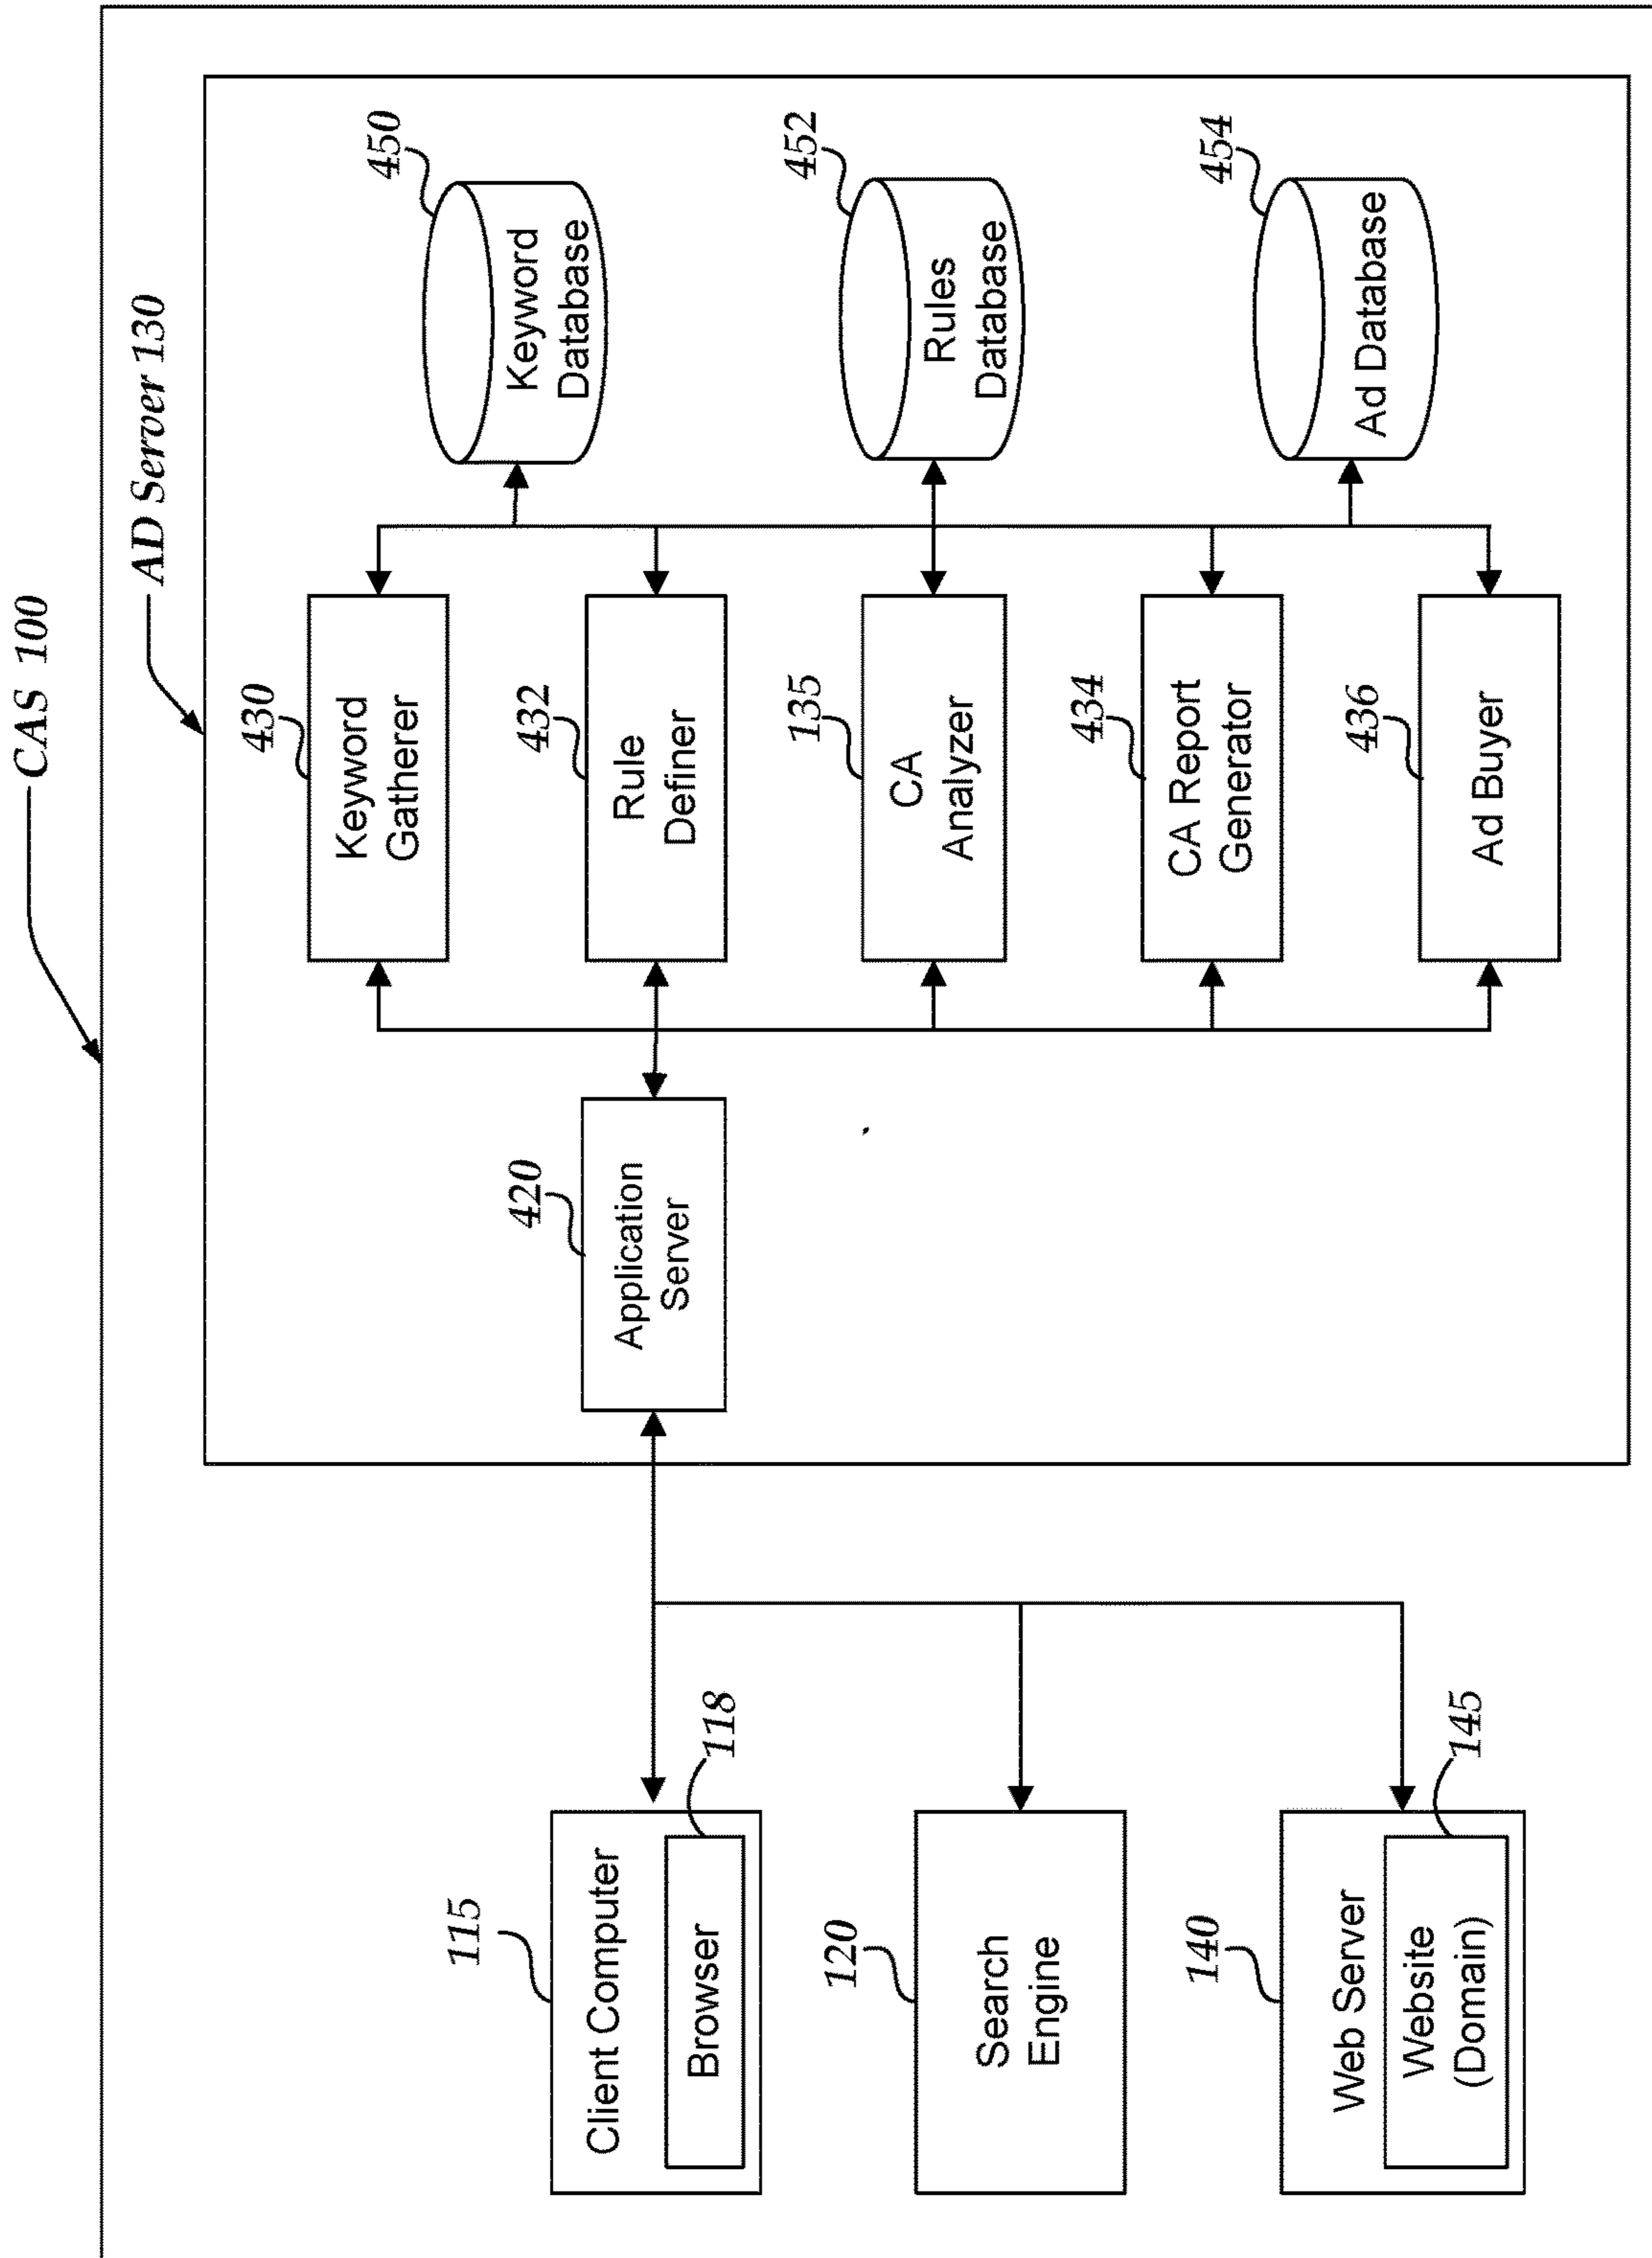 CAS 100
AD Server 130
115
Client Computer
Browser
118
120
Search
Engine
140
Web Server
Website
(Domain)
145
420
Application
Server
430
Keyword
Gatherer
432
Rule
Definer
135
CA
Analyzer
434
CA Report
Generator
436
Ad Buyer
450
Keyword
Database
452
Rules
Database
454
Ad Database